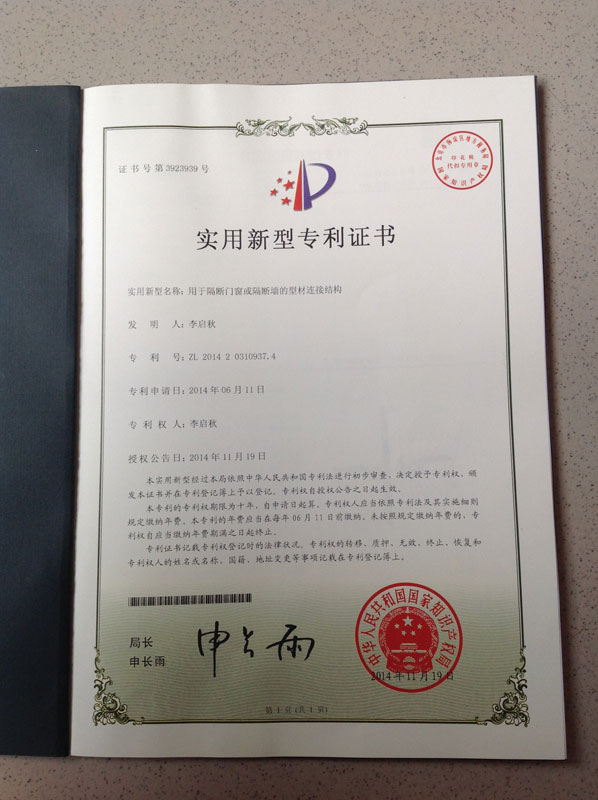 证书号第3923939号
实用新型专利证书
实用新型名称：用于隔断门窗或隔断墙的型材连接结构
发明人：李启秋
专利号：ZL 2014 2 0310937.4
专利申请日：2014年06月11日
专利权人：李启秋
授权公告日：2014年11月19日
本实用新型经过本局依照中华人民共和国专利法进行初步审查，决定授予专利权，颁
发本证书并在专利登记簿上予以登记。专利权自授权公告之日起生效。
本专利的专利权期限为十年，自申请日起算。专利权人应当依照专利法及其实施细则
规定缴纳年费。本专利的年费应当在每年06月11日前缴纳。未按照规定缴纳年费的，专
利权自应当缴纳年费期满之日起终止。
专利证书记载专利权登记时的法律状况。专利权的转移、质押、无效、终止、恢复和
专利权人的姓名或名称、国籍、地址变更等事项记载在专利登记簿上。
局长
申长雨
申长雨
中华人民共和国国家知识产权局
2014年11月19日
第1页(共1页)